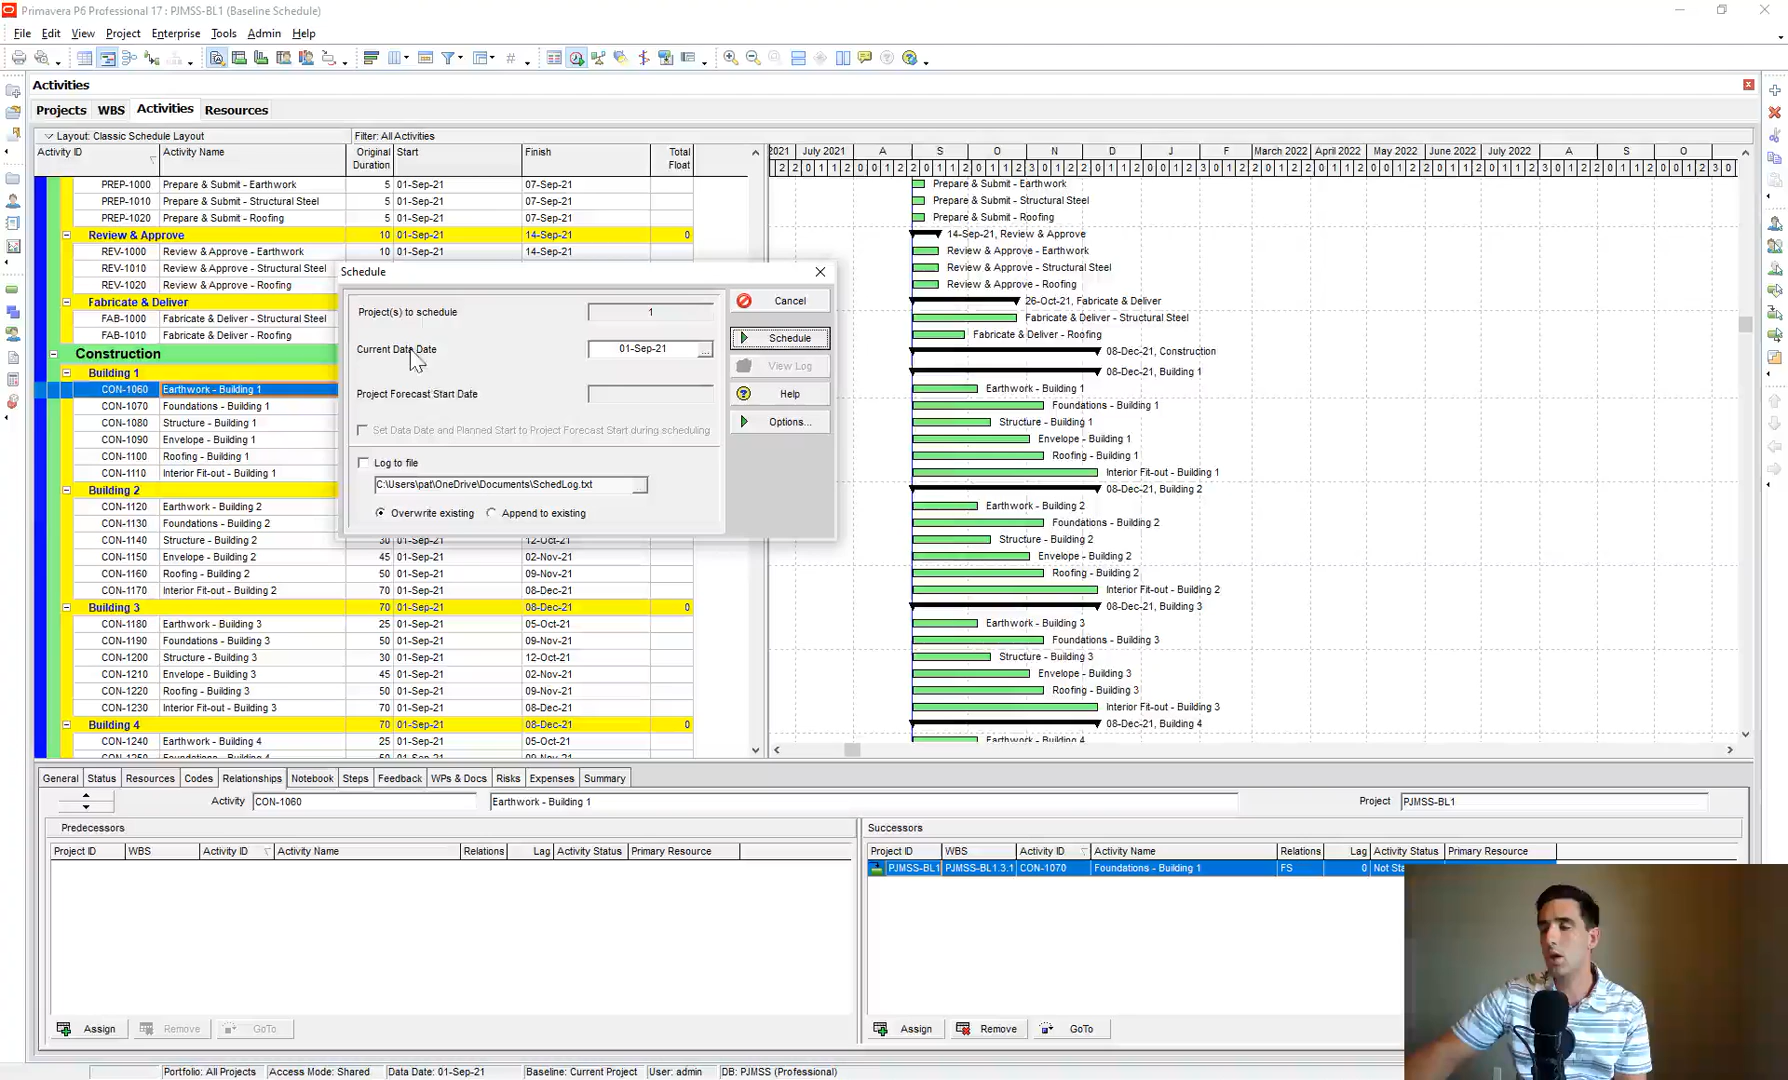 Primavera P6 Professional 17 : PJMSS-BL1 (Baseline Schedule)
File Edit View Project Enterprise Tools Admin Help
Activities
Projects WBS Activities Resources
Layout: Classic Schedule Layout Filter: All Activities
Activity ID Activity Name Original Duration Start Finish Total Float
2021 July 2021 A S O N D J F March 2022 April 2022 May 2022 June 2022 July 2022 A S O
PREP-1000 Prepare & Submit - Earthwork 5 01-Sep-21 07-Sep-21 Prepare & Submit - Earthwork
PREP-1010 Prepare & Submit - Structural Steel 5 01-Sep-21 07-Sep-21 Prepare & Submit - Structural Steel
PREP-1020 Prepare & Submit - Roofing 5 01-Sep-21 07-Sep-21 Prepare & Submit - Roofing
Review & Approve 10 01-Sep-21 14-Sep-21 0 14-Sep-21, Review & Approve
REV-1000 Review & Approve - Earthwork 10 01-Sep-21 14-Sep-21 Review & Approve - Earthwork
REV-1010 Review & Approve - Structural Steel Review & Approve - Structural Steel
REV-1020 Review & Approve - Roofing Review & Approve - Roofing
Fabricate & Deliver 26-Oct-21, Fabricate & Deliver
FAB-1000 Fabricate & Deliver - Structural Steel Fabricate & Deliver - Structural Steel
FAB-1010 Fabricate & Deliver - Roofing Fabricate & Deliver - Roofing
Construction 08-Dec-21, Construction
Building 1 08-Dec-21, Building 1
CON-1060 Earthwork - Building 1 Earthwork - Building 1
CON-1070 Foundations - Building 1 Foundations - Building 1
CON-1080 Structure - Building 1 Structure - Building 1
CON-1090 Envelope - Building 1 Envelope - Building 1
CON-1100 Roofing - Building 1 Roofing - Building 1
CON-1110 Interior Fit-out - Building 1 Interior Fit-out - Building 1
Building 2 08-Dec-21, Building 2
CON-1120 Earthwork - Building 2 Earthwork - Building 2
CON-1130 Foundations - Building 2 Foundations - Building 2
CON-1140 Structure - Building 2 30 01-Sep-21 12-Oct-21 Structure - Building 2
CON-1150 Envelope - Building 2 45 01-Sep-21 02-Nov-21 Envelope - Building 2
CON-1160 Roofing - Building 2 50 01-Sep-21 09-Nov-21 Roofing - Building 2
CON-1170 Interior Fit-out - Building 2 70 01-Sep-21 08-Dec-21 Interior Fit-out - Building 2
Building 3 70 01-Sep-21 08-Dec-21 0 08-Dec-21, Building 3
CON-1180 Earthwork - Building 3 25 01-Sep-21 05-Oct-21 Earthwork - Building 3
CON-1190 Foundations - Building 3 50 01-Sep-21 09-Nov-21 Foundations - Building 3
CON-1200 Structure - Building 3 30 01-Sep-21 12-Oct-21 Structure - Building 3
CON-1210 Envelope - Building 3 45 01-Sep-21 02-Nov-21 Envelope - Building 3
CON-1220 Roofing - Building 3 50 01-Sep-21 09-Nov-21 Roofing - Building 3
CON-1230 Interior Fit-out - Building 3 70 01-Sep-21 08-Dec-21 Interior Fit-out - Building 3
Building 4 70 01-Sep-21 08-Dec-21 0 08-Dec-21, Building 4
CON-1240 Earthwork - Building 4 25 01-Sep-21 05-Oct-21 Earthwork - Building 4
Schedule
Project(s) to schedule 1
Current Data Date 01-Sep-21 ...
Project Forecast Start Date
Set Data Date and Planned Start to Project Forecast Start during scheduling
Log to file
C:\Users\pat\OneDrive\Documents\SchedLog.txt
Overwrite existing Append to existing
Cancel
Schedule
View Log
Help
Options...
General Status Resources Codes Relationships Notebook Steps Feedback WPs & Docs Risks Expenses Summary
Activity CON-1060 Earthwork - Building 1 Project PJMSS-BL1
Predecessors
Project ID WBS Activity ID Activity Name Relations Lag Activity Status Primary Resource
Successors
Project ID WBS Activity ID Activity Name Relations Lag Activity Status Primary Resource
PJMSS-BL1 PJMSS-BL1.3.1 CON-1070 Foundations - Building 1 FS 0 Not Sta
Assign Remove GoTo
Assign Remove GoTo
Portfolio: All Projects Access Mode: Shared Data Date: 01-Sep-21 Baseline: Current Project User: admin DB: PJMSS (Professional)